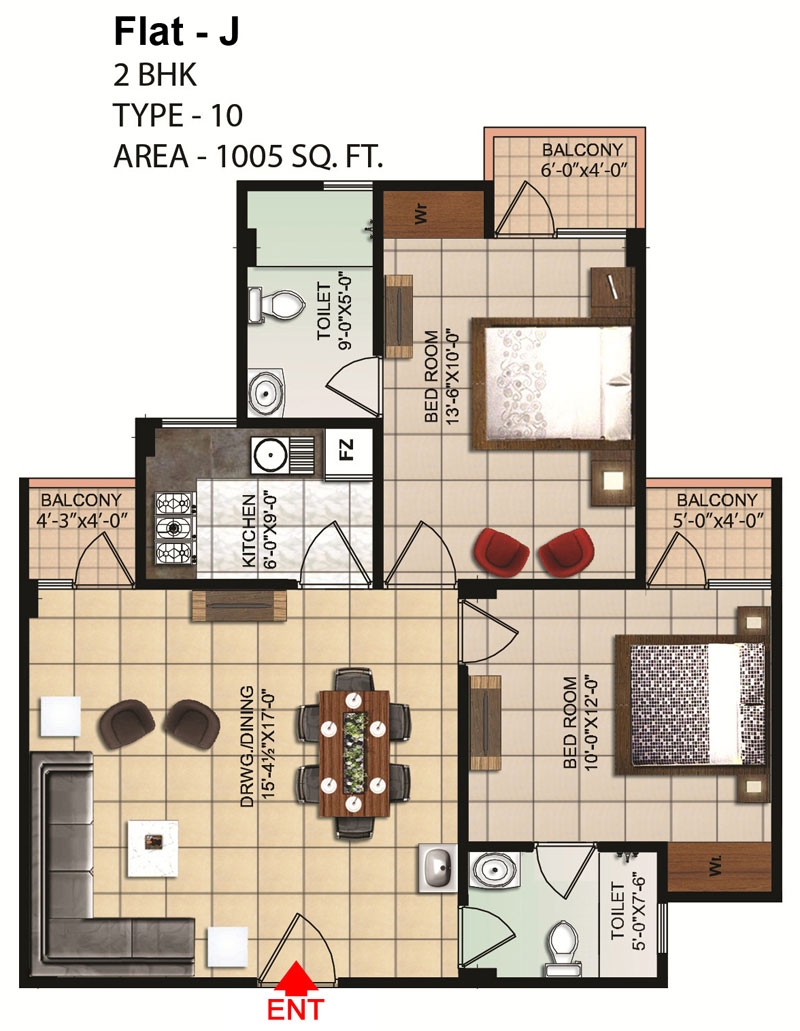 Flat - J
2 BHK
TYPE - 10
AREA - 1005 SQ. FT.
BALCONY
6'-0"x4'-0"
Wr
TOILET
9'-0"X5'-0"
BED ROOM
13'-6"X10'-0"
FZ
KITCHEN
6'-0"X9'-0"
BALCONY
4'-3"x4'-0"
BALCONY
5'-0"x4'-0"
DRWG./DINING
15'-4½"X17'-0"
BED ROOM
10'-0"X12'-0"
Wr
TOILET
5'-0"X7'-6"
ENT